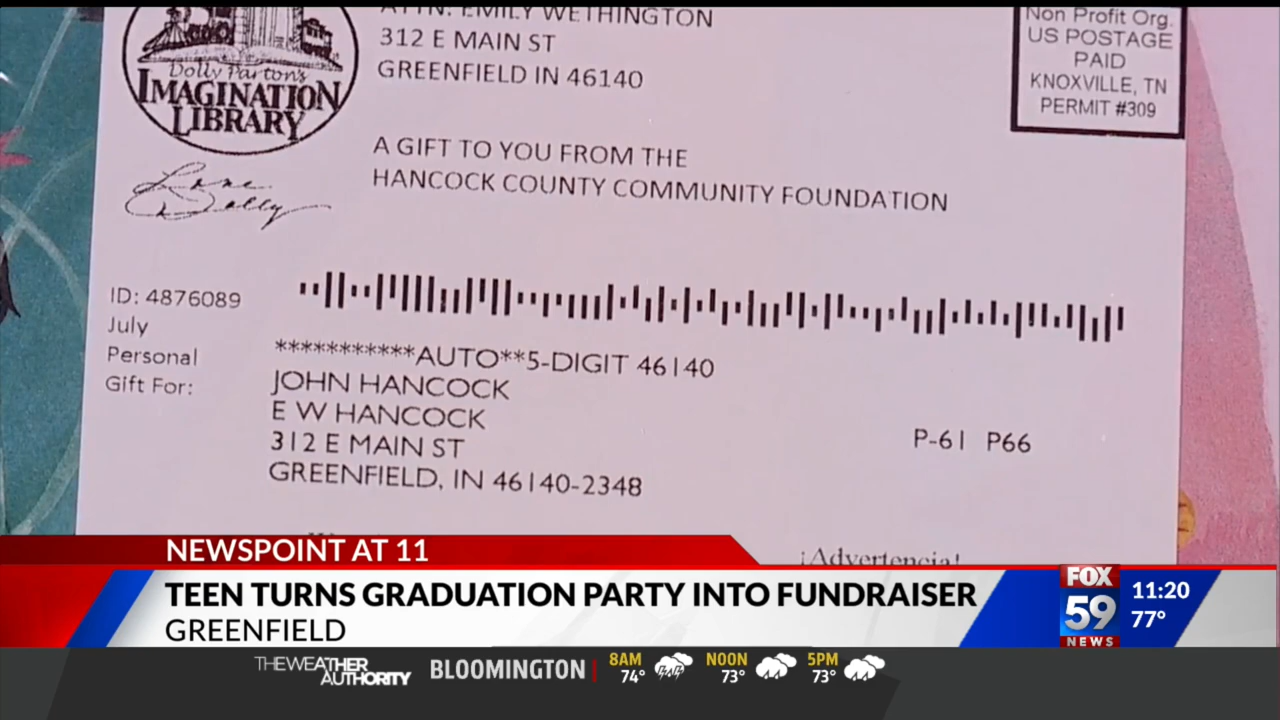 ATTN: EMILY WETHINGTON
312 E MAIN ST
GREENFIELD IN 46140
Dolly Parton's
IMAGINATION
LIBRARY
Non Profit Org.
US POSTAGE
PAID
KNOXVILLE, TN
PERMIT #309
A GIFT TO YOU FROM THE
HANCOCK COUNTY COMMUNITY FOUNDATION
Love
Dolly
ID: 4876089
July
Personal
Gift For:
***********AUTO**5-DIGIT 46140
JOHN HANCOCK
E W HANCOCK
312 E MAIN ST
GREENFIELD, IN 46140-2348
P-61 P66
¡Advertencia!
NEWSPOINT AT 11
TEEN TURNS GRADUATION PARTY INTO FUNDRAISER
GREENFIELD
FOX
59
NEWS
11:20
77°
THE WEATHER
AUTHORITY
BLOOMINGTON
8AM
74°
NOON
73°
5PM
73°